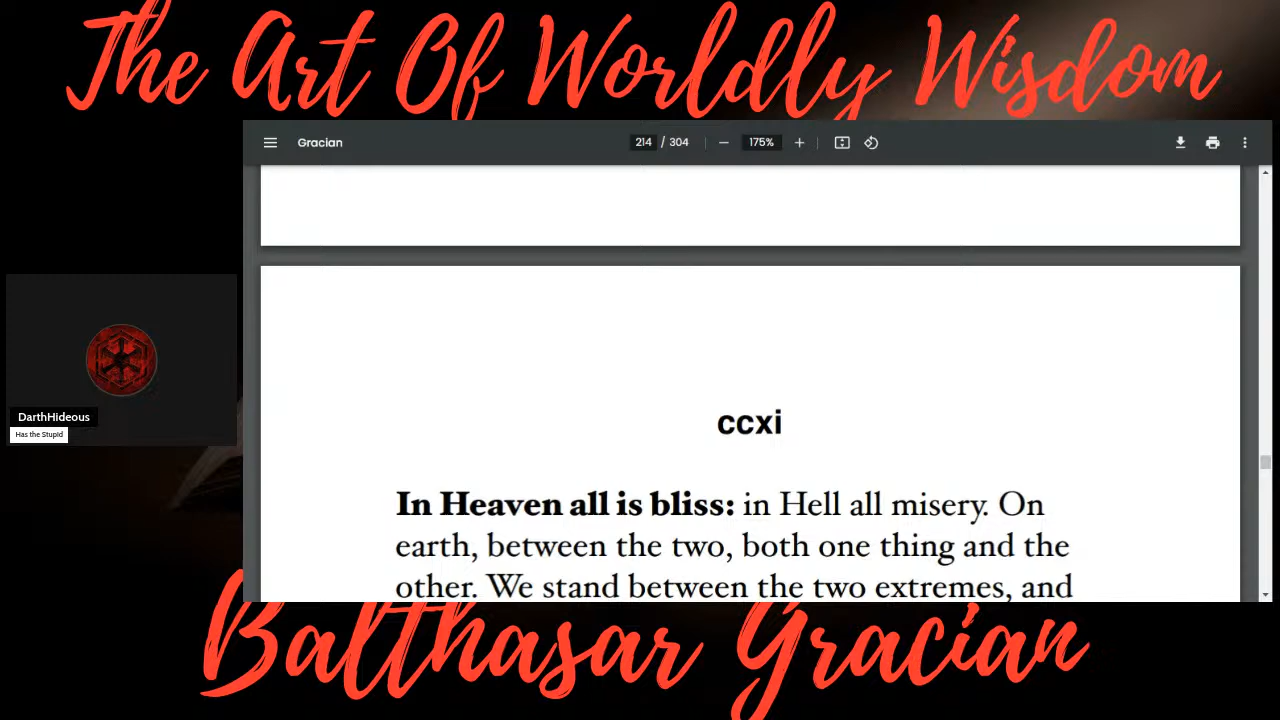 The Art Of Worldly Wisdom
Gracian
214 / 304
175%
ccxi
In Heaven all is bliss: in Hell all misery. On
earth, between the two, both one thing and the
other. We stand between the two extremes, and
DarthHideous
Has the Stupid
Balthasar Gracian